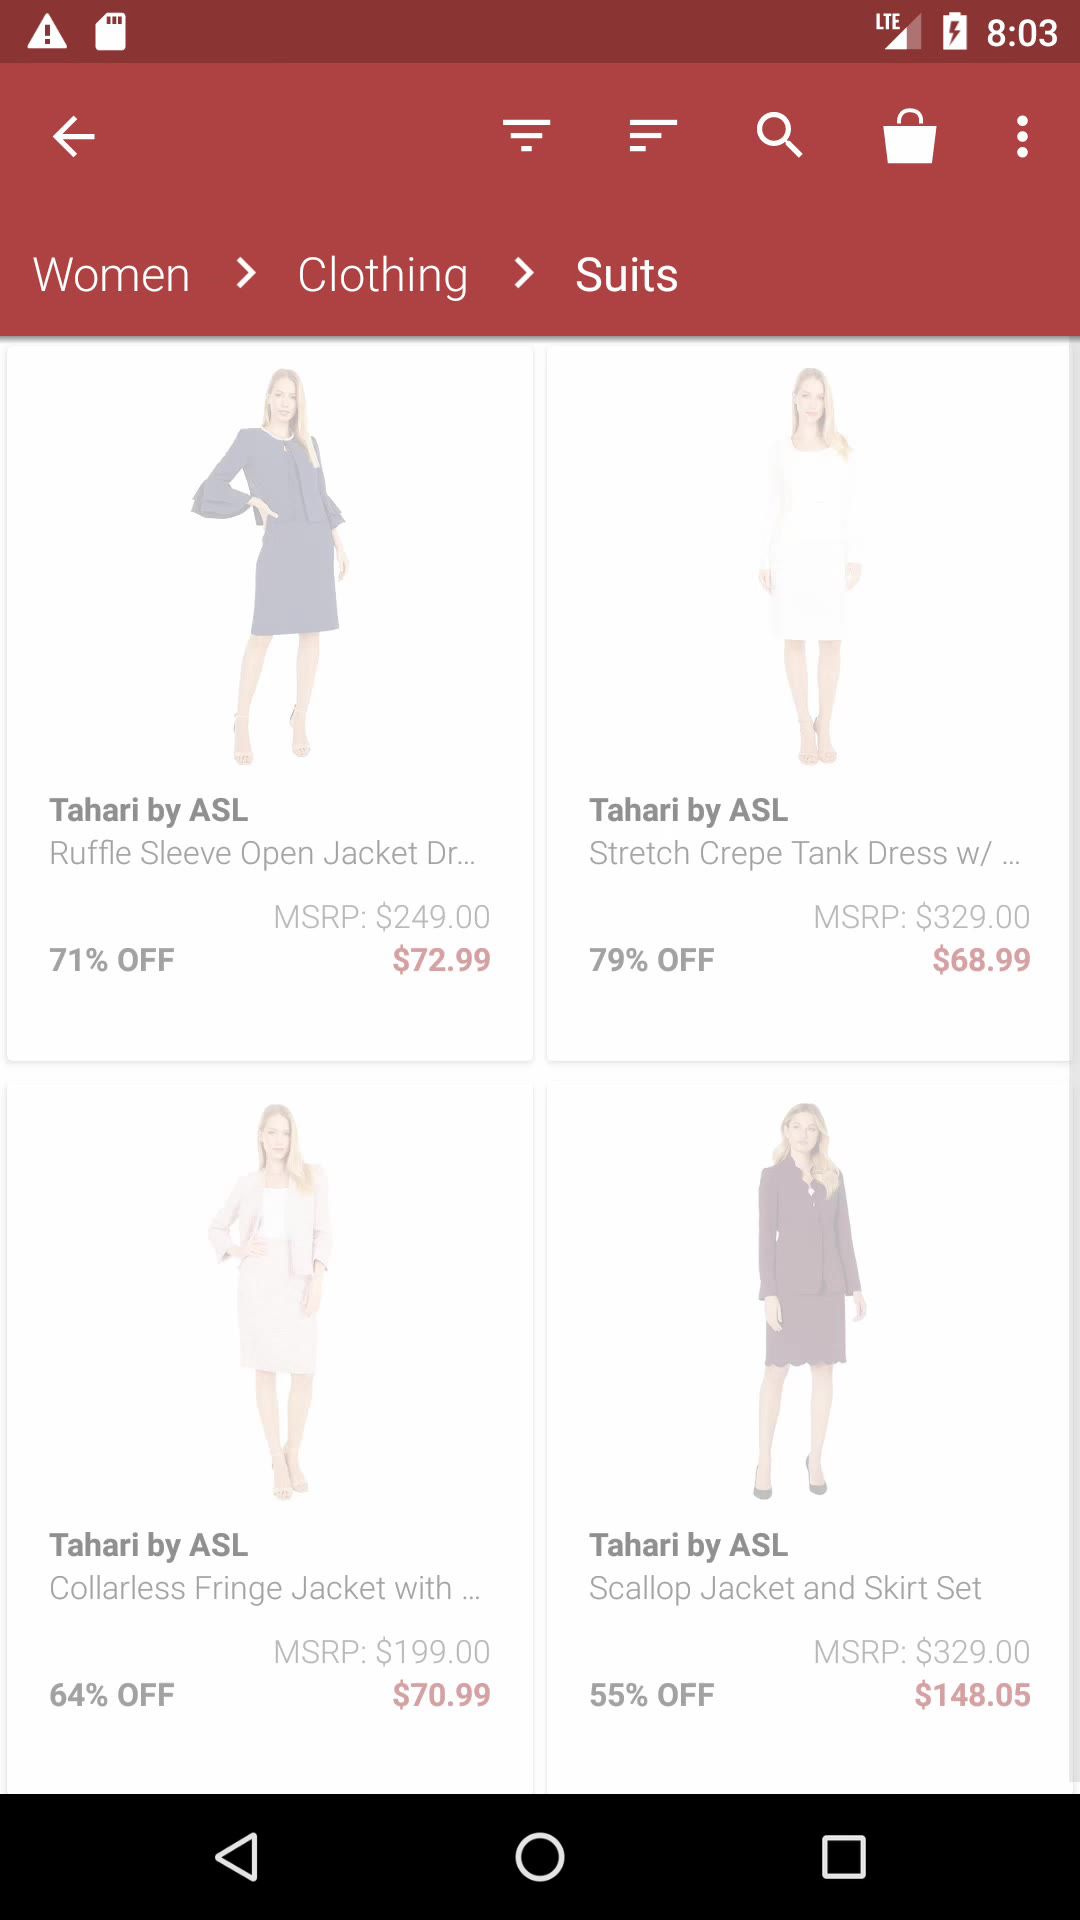 LTE 8:03
Women Clothing Suits
Tahari by ASL
Ruffle Sleeve Open Jacket Dr...
MSRP: $249.00
71% OFF $72.99
Tahari by ASL
Stretch Crepe Tank Dress w/ ...
MSRP: $329.00
79% OFF $68.99
Tahari by ASL
Collarless Fringe Jacket with ...
MSRP: $199.00
64% OFF $70.99
Tahari by ASL
Scallop Jacket and Skirt Set
MSRP: $329.00
55% OFF $148.05